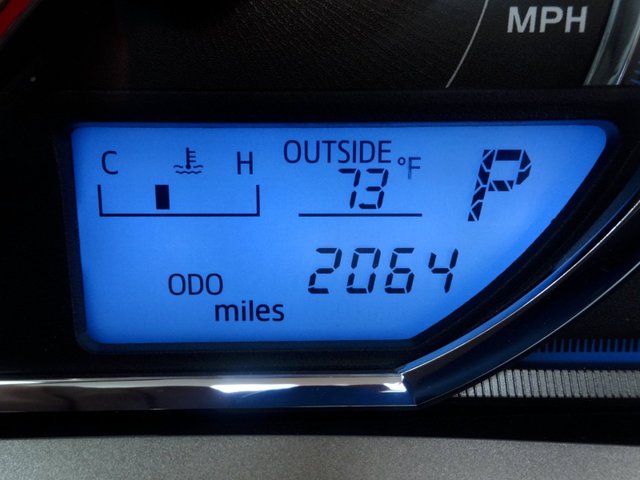 MPH
C H OUTSIDE
73 °F P
ODO 2064
miles